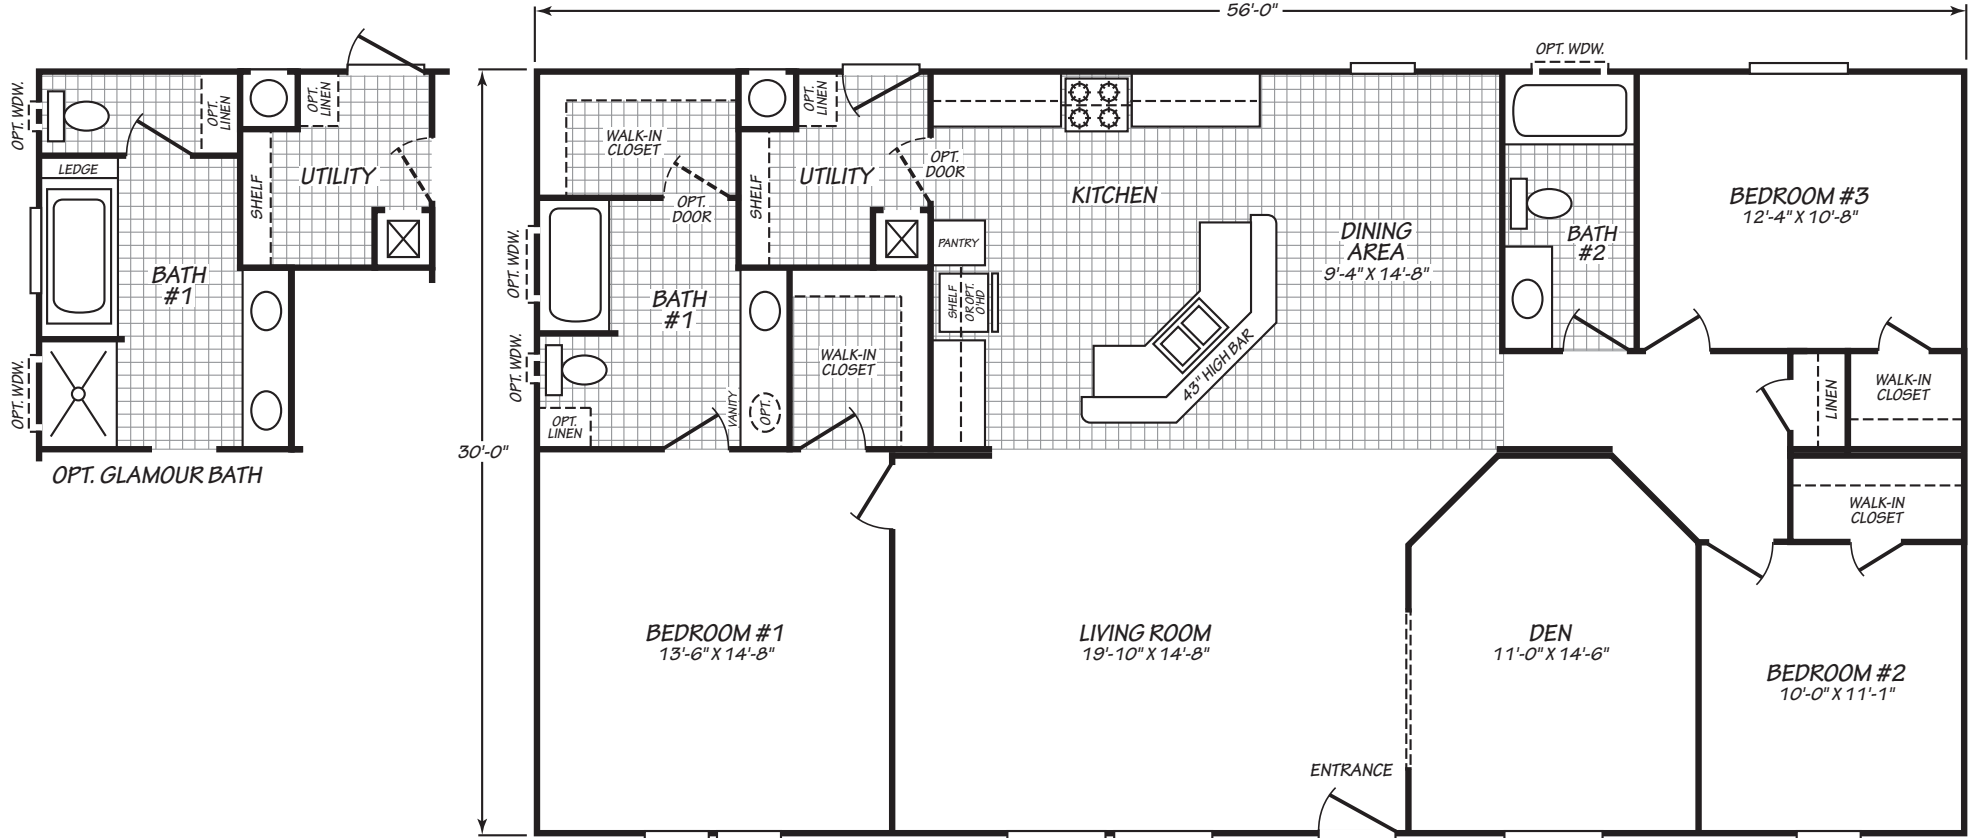 56'-0"
OPT. WDW.
OPT. WDW.
OPT.
LINEN
OPT.
LINEN
LEDGE
SHELF
UTILITY
BATH
#1
OPT. WDW.
OPT. GLAMOUR BATH
30'-0"
WALK-IN
CLOSET
OPT.
LINEN
OPT.
DOOR
UTILITY
SHELF
OPT.
DOOR
OPT. WDW.
BATH
#1
OPT. WDW.
OPT.
LINEN
VANITY
OPT.
WALK-IN
CLOSET
PANTRY
SHELF
OR OPT.
O'HD
KITCHEN
43" HIGH BAR
DINING
AREA
9'-4" X 14'-8"
BATH
#2
BEDROOM #3
12'-4" X 10'-8"
LINEN
WALK-IN
CLOSET
WALK-IN
CLOSET
BEDROOM #1
13'-6" X 14'-8"
LIVING ROOM
19'-10" X 14'-8"
DEN
11'-0" X 14'-6"
BEDROOM #2
10'-0" X 11'-1"
ENTRANCE